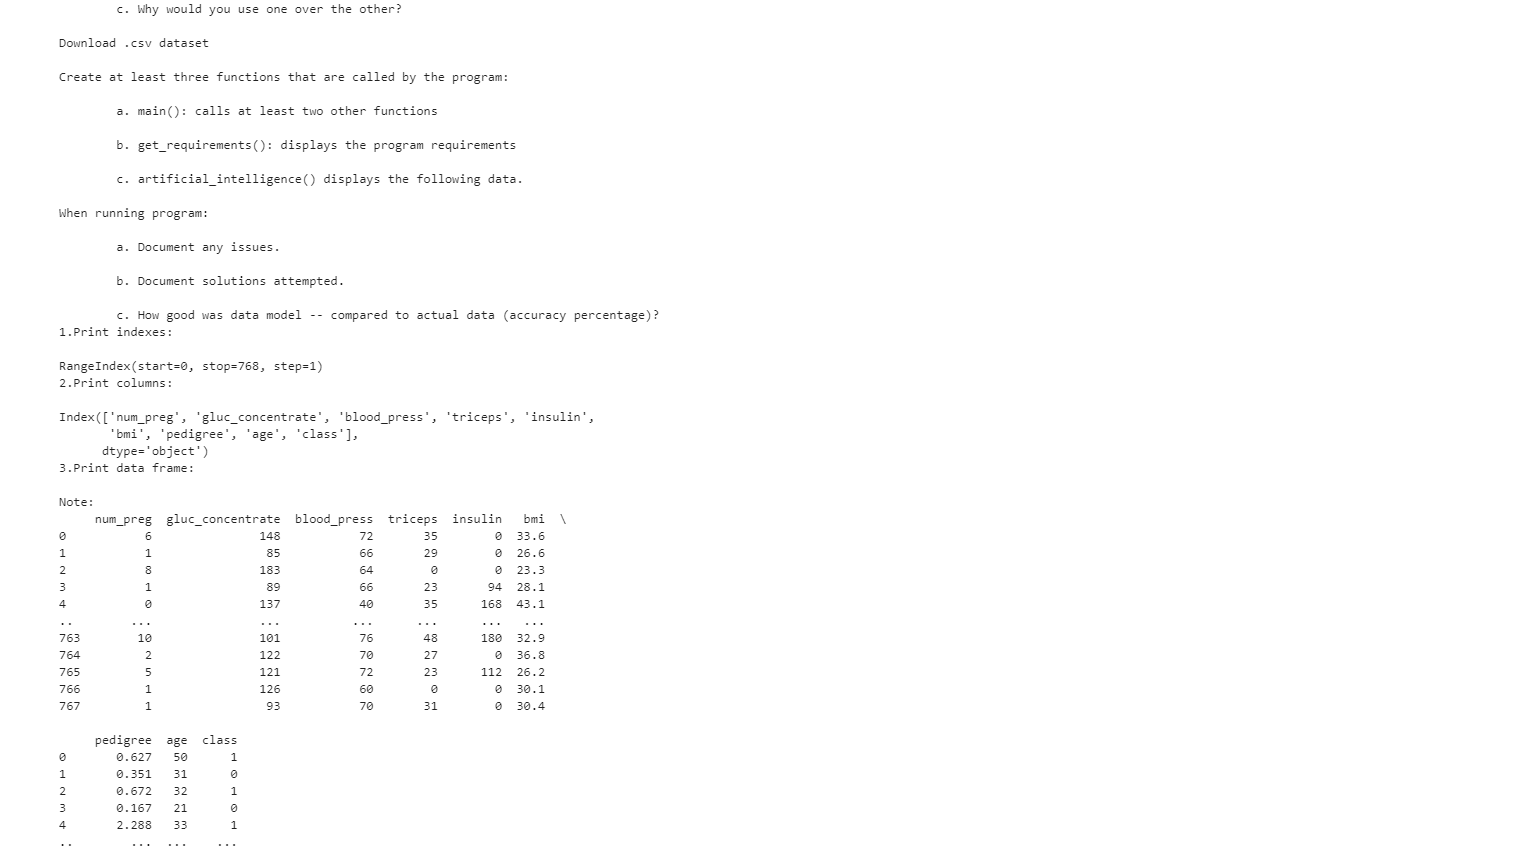 c. Why would you use one over the other?
Download .csv dataset
Create at least three functions that are called by the program:
a. main(): calls at least two other functions
b. get_requirements(): displays the program requirements
c. artificial_intelligence() displays the following data.
When running program:
a. Document any issues.
b. Document solutions attempted.
c. How good was data model -- compared to actual data (accuracy percentage)?
1.Print indexes:
RangeIndex(start=0, stop=768, step=1)
2.Print columns:
Index(['num_preg', 'gluc_concentrate', 'blood_press', 'triceps', 'insulin',
'bmi', 'pedigree', 'age', 'class'],
dtype='object')
3.Print data frame:
Note:
num_preg gluc_concentrate blood_press triceps insulin bmi \
0 6 148 72 35 0 33.6
1 1 85 66 29 0 26.6
2 8 183 64 0 0 23.3
3 1 89 66 23 94 28.1
4 0 137 40 35 168 43.1
.. ... ... ... ... ... ...
763 10 101 76 48 180 32.9
764 2 122 70 27 0 36.8
765 5 121 72 23 112 26.2
766 1 126 60 0 0 30.1
767 1 93 70 31 0 30.4
pedigree age class
0 0.627 50 1
1 0.351 31 0
2 0.672 32 1
3 0.167 21 0
4 2.288 33 1
.. ... ... ...